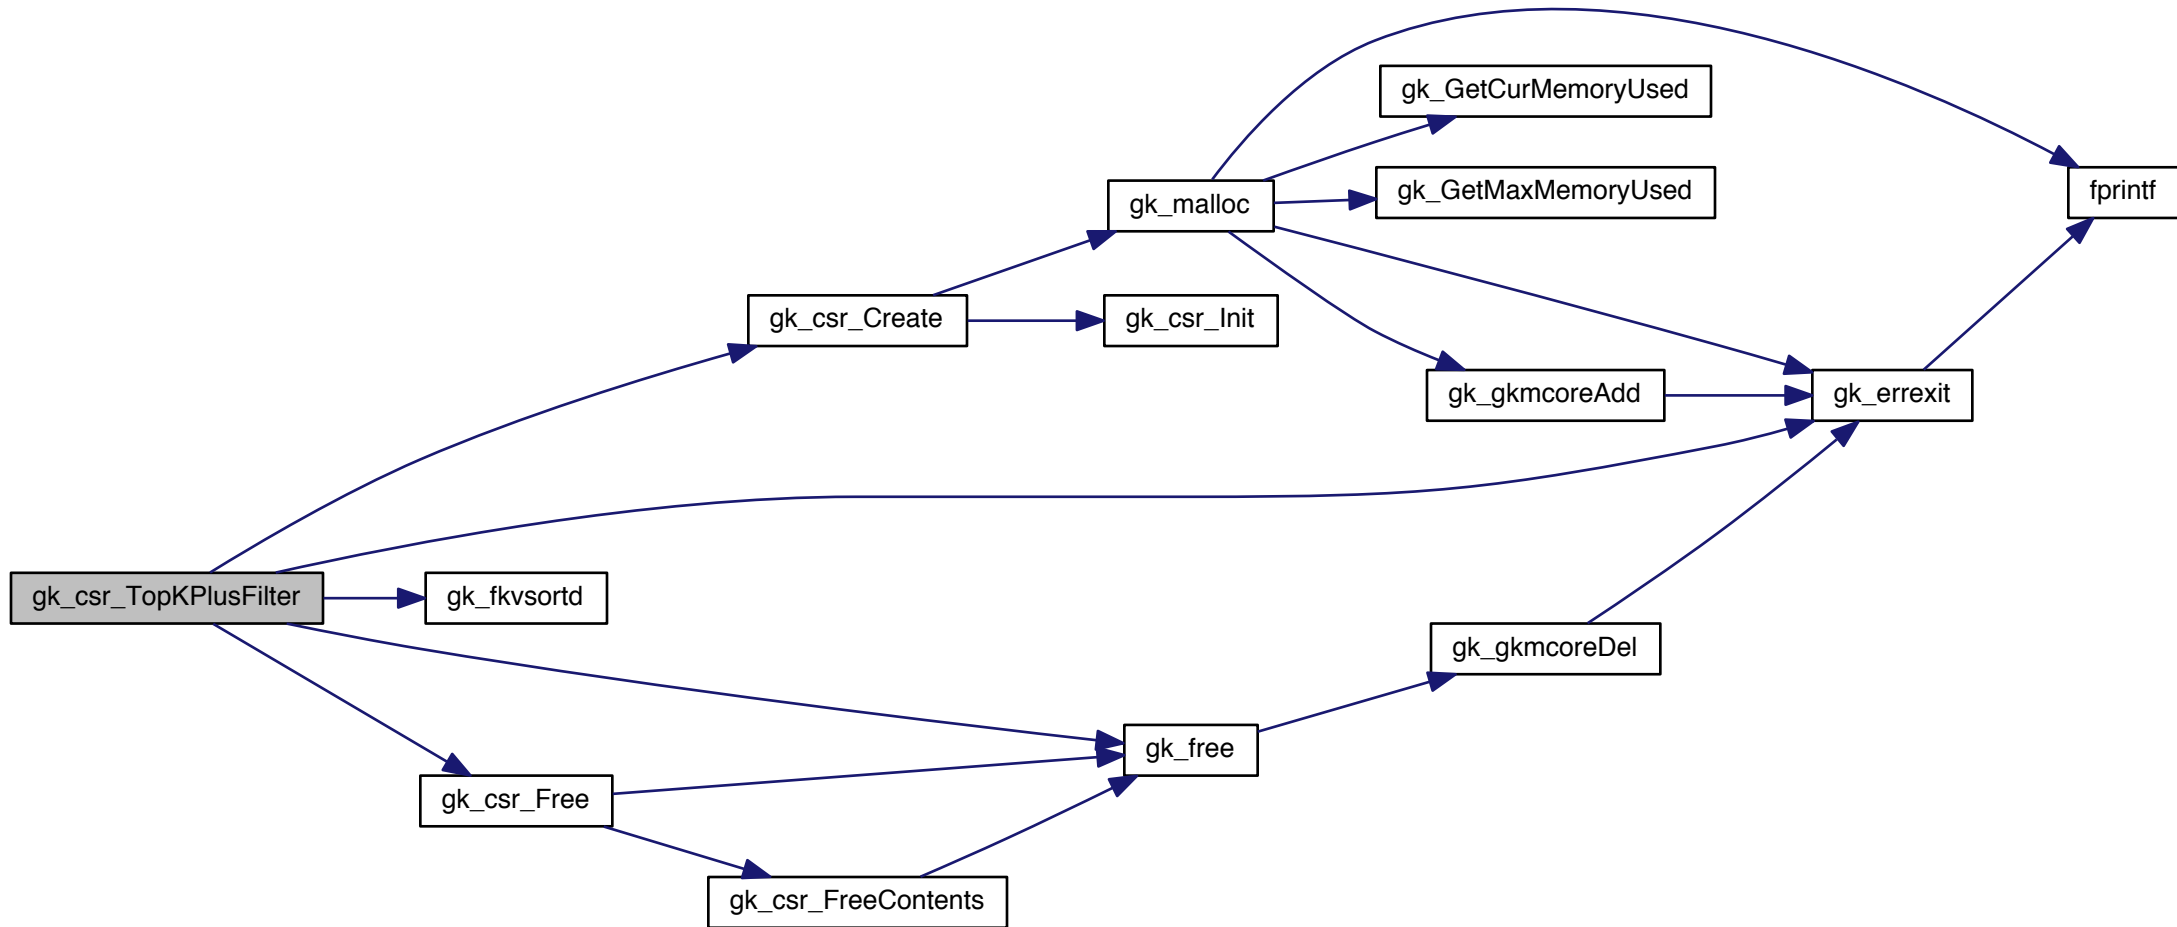 gk_GetCurMemoryUsed
gk_GetMaxMemoryUsed
fprintf
gk_malloc
gk_csr_Create
gk_csr_Init
gk_gkmcoreAdd
gk_errexit
gk_csr_TopKPlusFilter
gk_fkvsortd
gk_gkmcoreDel
gk_free
gk_csr_Free
gk_csr_FreeContents